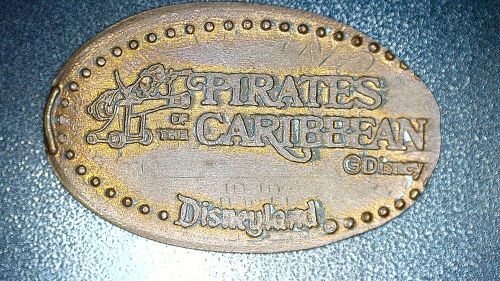 PIRATES
OF THE CARIBBEAN
©Disney
Disneyland